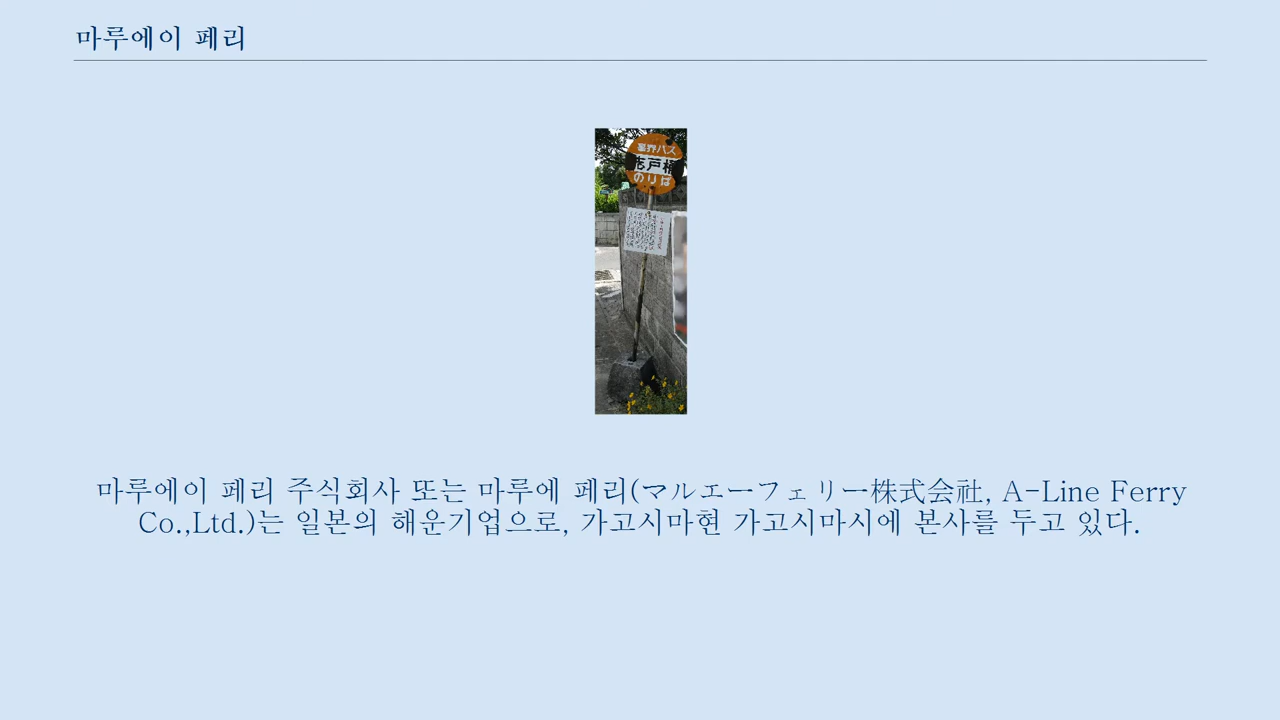 마루에이 페리
バス
戸
のりば
마루에이 페리 주식회사 또는 마루에 페리(マルエーフェリー株式会社, A-Line Ferry
Co.,Ltd.)는 일본의 해운기업으로, 가고시마현 가고시마시에 본사를 두고 있다.